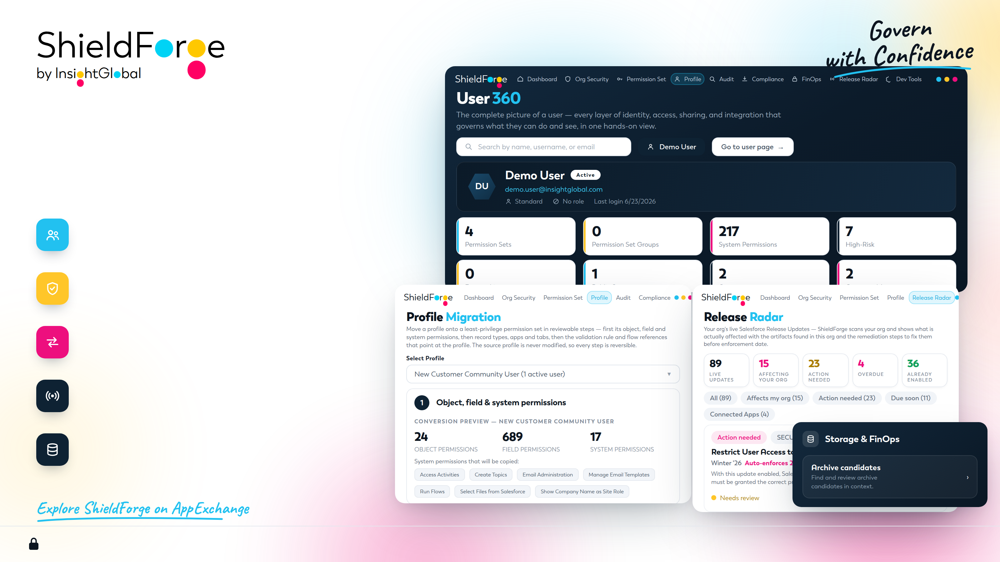 ShieldForge
by InsightGlobal
Govern
with Confidence
ShieldForge Dashboard Org Security Permission Set Profile Audit Compliance FinOps Release Radar Dev Tools
User 360
The complete picture of a user — every layer of identity, access, sharing, and integration that
governs what they can do and see, in one hands-on view.
Search by name, username, or email Demo User Go to user page →
DU
Demo User Active
demo.user@insightglobal.com
Standard No role Last login 6/23/2026
4 0 217 7
Permission Sets Permission Set Groups System Permissions High-Risk
0 1 2 2
ShieldForge Dashboard Org Security Permission Set Profile Audit Compliance
Profile Migration
Move a profile onto a least-privilege permission set in reviewable steps — first its object, field and
system permissions, then record types, apps and tabs, then the validation rule and flow references
that point at the profile. The source profile is never modified, so every step is reversible.
Select Profile
New Customer Community User (1 active user)
1 Object, field & system permissions
CONVERSION PREVIEW — NEW CUSTOMER COMMUNITY USER
24 689 17
OBJECT PERMISSIONS FIELD PERMISSIONS SYSTEM PERMISSIONS
System permissions that will be copied:
Access Activities Create Topics Email Administration Manage Email Templates
Run Flows Select Files from Salesforce Show Company Name as Site Role
ShieldForge Dashboard Org Security Permission Set Profile Release Radar
Release Radar
Your org's live Salesforce Release Updates — ShieldForge scans your org and shows what is
actually affected with the artifacts found in this org and the remediation steps to fix them
before enforcement date.
89 15 23 4 36
LIVE AFFECTING ACTION OVERDUE ALREADY
UPDATES YOUR ORG NEEDED ENABLED
All (89) Affects my org (15) Action needed (23) Due soon (11)
Connected Apps (4)
Action needed SECU
Restrict User Access to
Winter '26 Auto-enforces 2
With this update enabled, Sale
must be granted the correct pr
Needs review
Storage & FinOps
Archive candidates
Find and review archive
candidates in context.
Explore ShieldForge on AppExchange